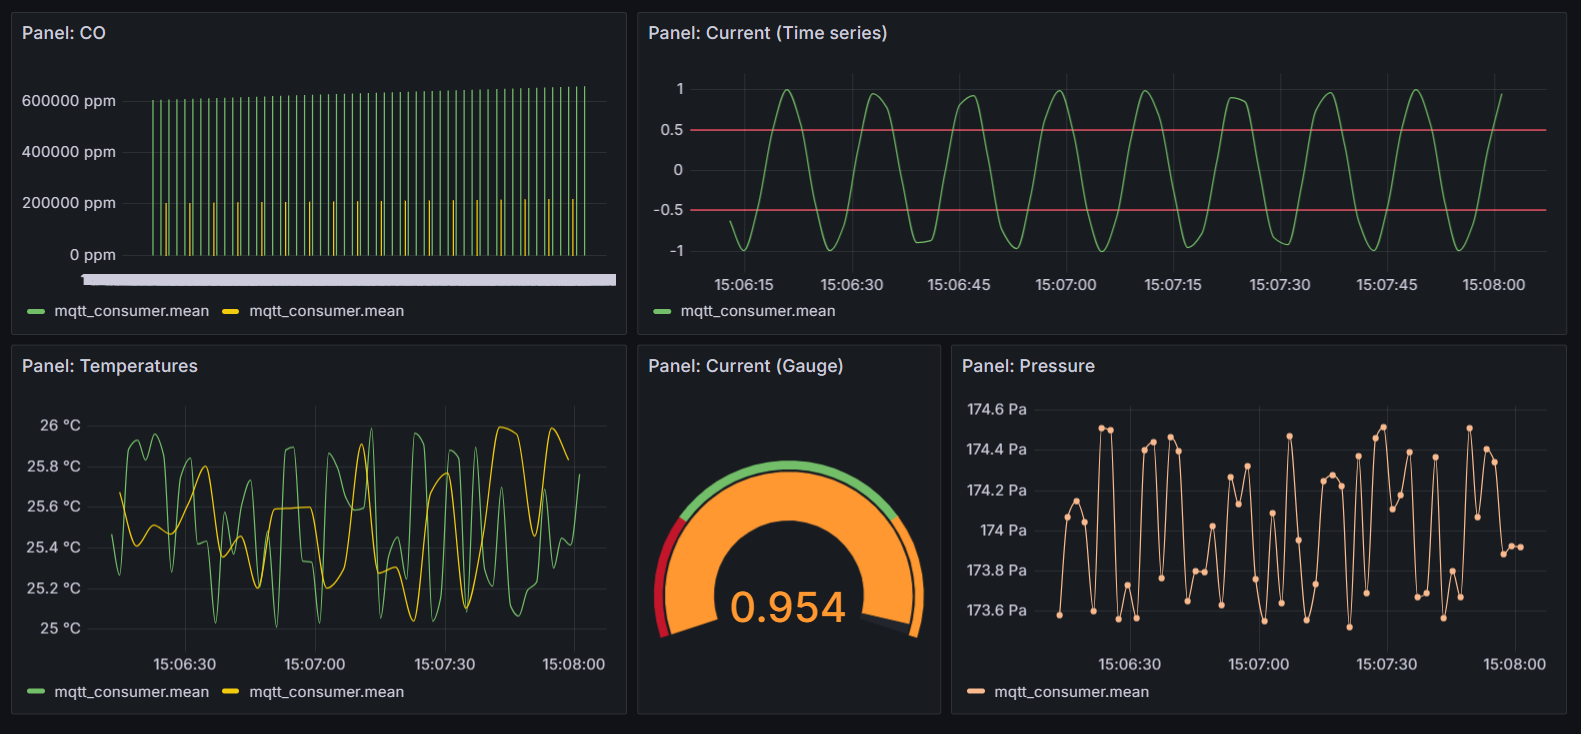 Panel: CO
600000 ppm
400000 ppm
200000 ppm
0 ppm
mqtt_consumer.mean mqtt_consumer.mean
Panel: Current (Time series)
1
0.5
0
-0.5
-1
15:06:15 15:06:30 15:06:45 15:07:00 15:07:15 15:07:30 15:07:45 15:08:00
mqtt_consumer.mean
Panel: Temperatures
26 °C
25.8 °C
25.6 °C
25.4 °C
25.2 °C
25 °C
15:06:30 15:07:00 15:07:30 15:08:00
mqtt_consumer.mean mqtt_consumer.mean
Panel: Current (Gauge)
0.954
Panel: Pressure
174.6 Pa
174.4 Pa
174.2 Pa
174 Pa
173.8 Pa
173.6 Pa
15:06:30 15:07:00 15:07:30 15:08:00
mqtt_consumer.mean